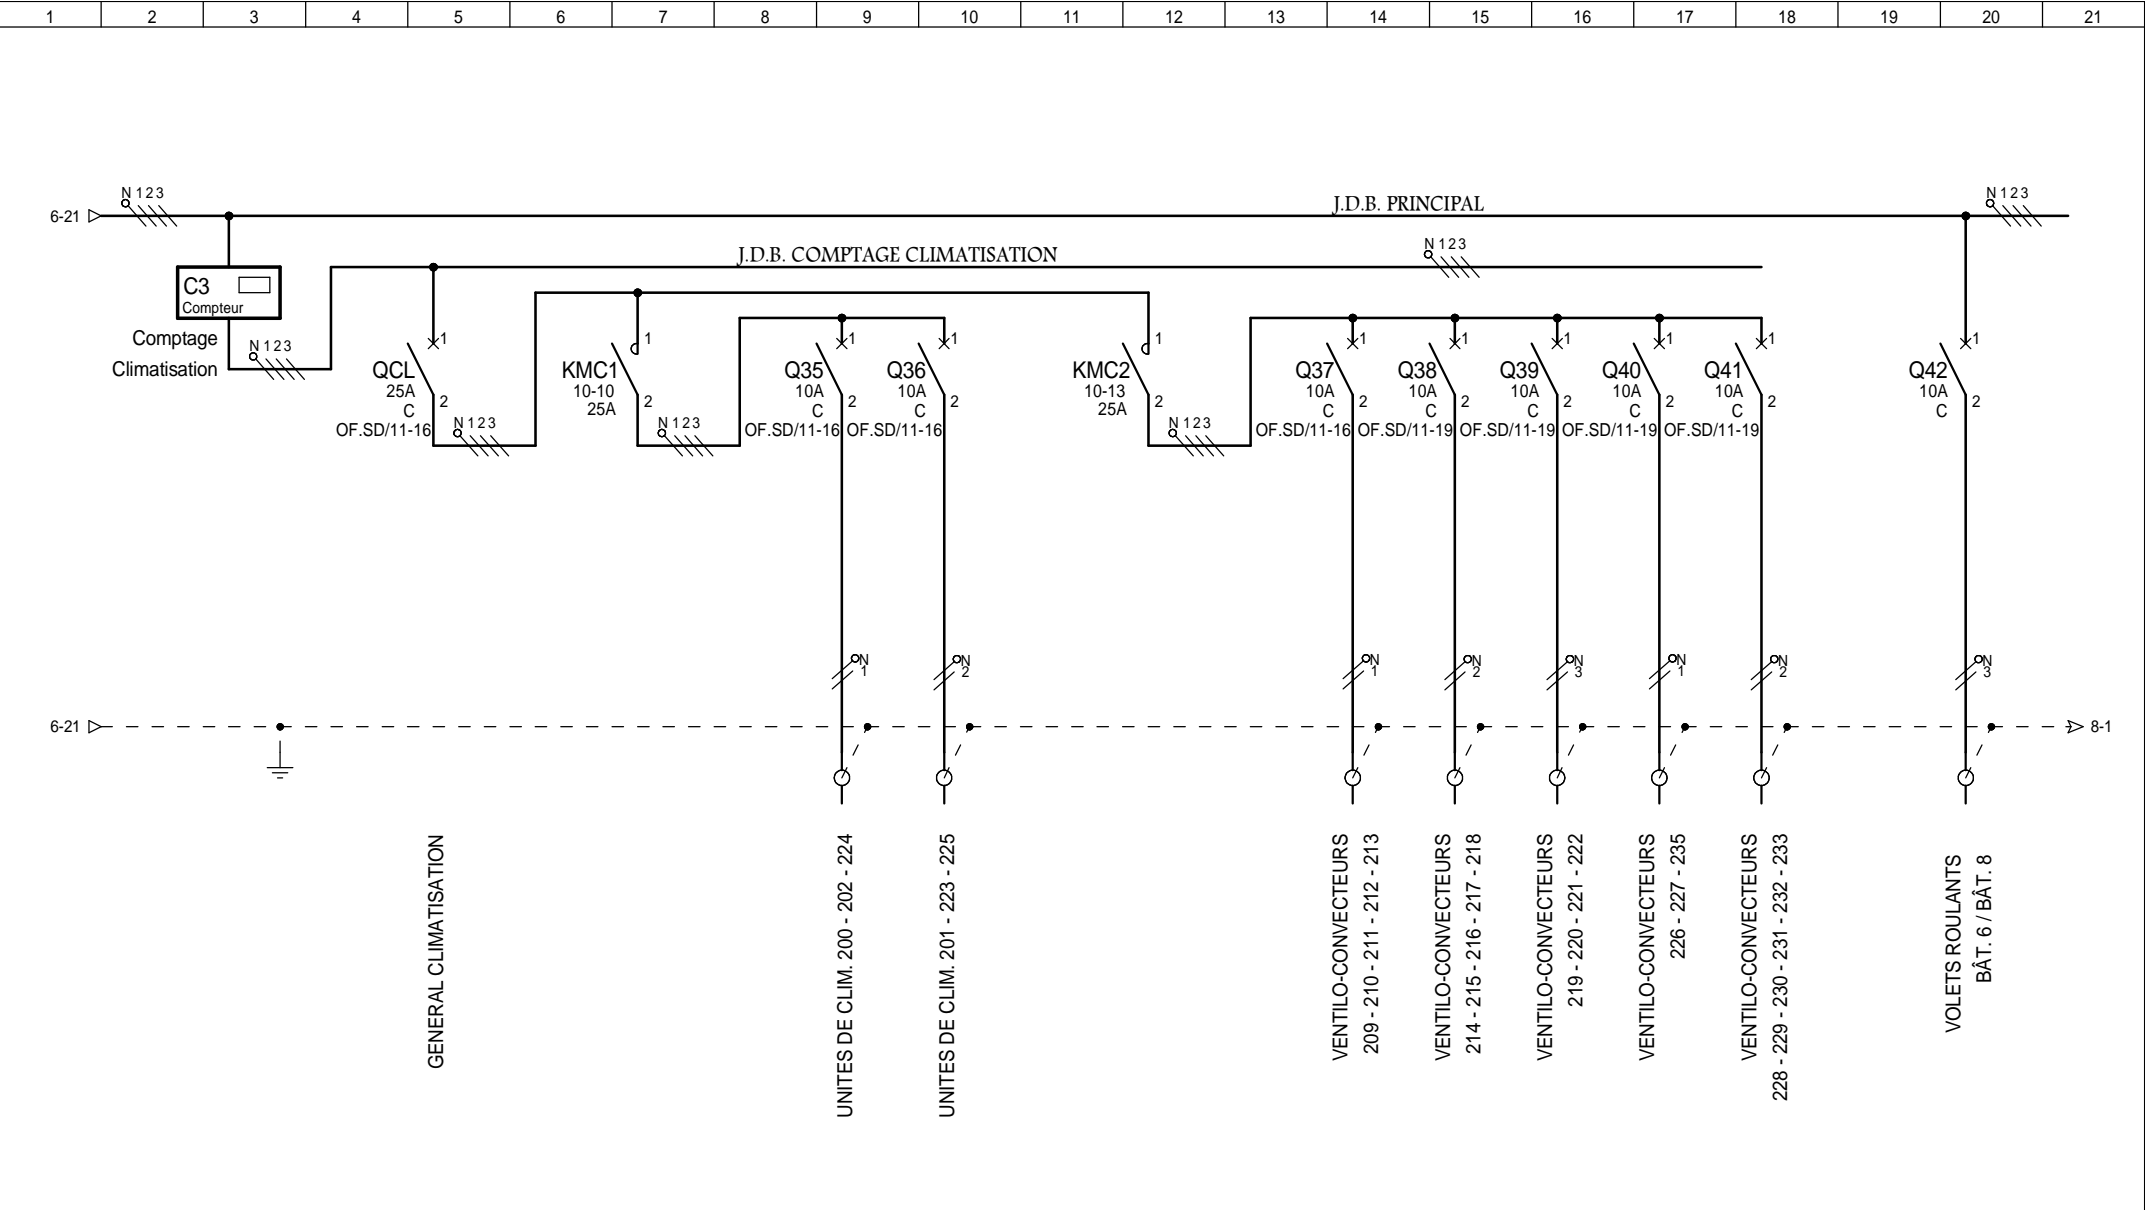 1 2 3 4 5 6 7 8 9 10 11 12 13 14 15 16 17 18 19 20 21
N 1 2 3
N 1 2 3
6-21
J.D.B. PRINCIPAL
J.D.B. COMPTAGE CLIMATISATION
N 1 2 3
C3
Compteur
Comptage
Climatisation
N 1 2 3
1
QCL
25A
C
OF.SD/11-16
2
N 1 2 3
1
KMC1
10-10
25A
2
N 1 2 3
1
Q35
10A
C
OF.SD/11-16
2
1
Q36
10A
C
OF.SD/11-16
2
1
KMC2
10-13
25A
2
N 1 2 3
1
Q37
10A
C
OF.SD/11-16
2
1
Q38
10A
C
OF.SD/11-19
2
1
Q39
10A
C
OF.SD/11-19
2
1
Q40
10A
C
OF.SD/11-19
2
1
Q41
10A
C
OF.SD/11-19
2
1
Q42
10A
C
2
N
1
N
2
N
1
N
2
N
3
N
1
N
2
N
3
6-21
8-1
GENERAL CLIMATISATION
UNITES DE CLIM. 200 - 202 - 224
UNITES DE CLIM. 201 - 223 - 225
VENTILO-CONVECTEURS
209 - 210 - 211 - 212 - 213
VENTILO-CONVECTEURS
214 - 215 - 216 - 217 - 218
VENTILO-CONVECTEURS
219 - 220 - 221 - 222
VENTILO-CONVECTEURS
226 - 227 - 235
VENTILO-CONVECTEURS
228 - 229 - 230 - 231 - 232 - 233
VOLETS ROULANTS
BÂT. 6 / BÂT. 8